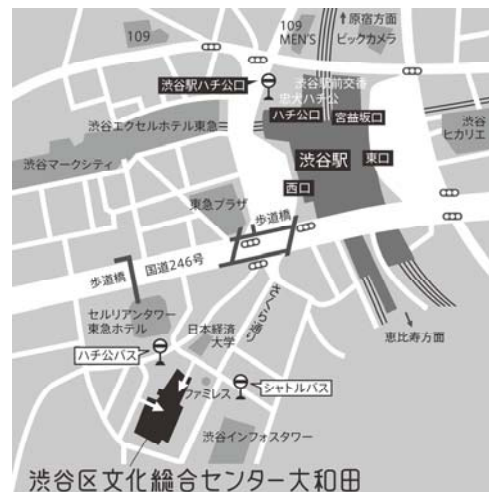 109
109
MEN'S
↑原宿方面
ビックカメラ
渋谷駅ハチ公口
渋谷駅前交番
忠犬ハチ公
ハチ公口
宮益坂口
渋谷エクセルホテル東急
渋谷
ヒカリエ
渋谷マークシティ
渋谷駅
東口
西口
東急プラザ
歩道橋
歩道橋
国道246号
さくら通り
セルリアンタワー
東急ホテル
日本経済
大学
恵比寿方面
ハチ公バス
ファミレス
シャトルバス
渋谷インフォスタワー
渋谷区文化総合センター大和田